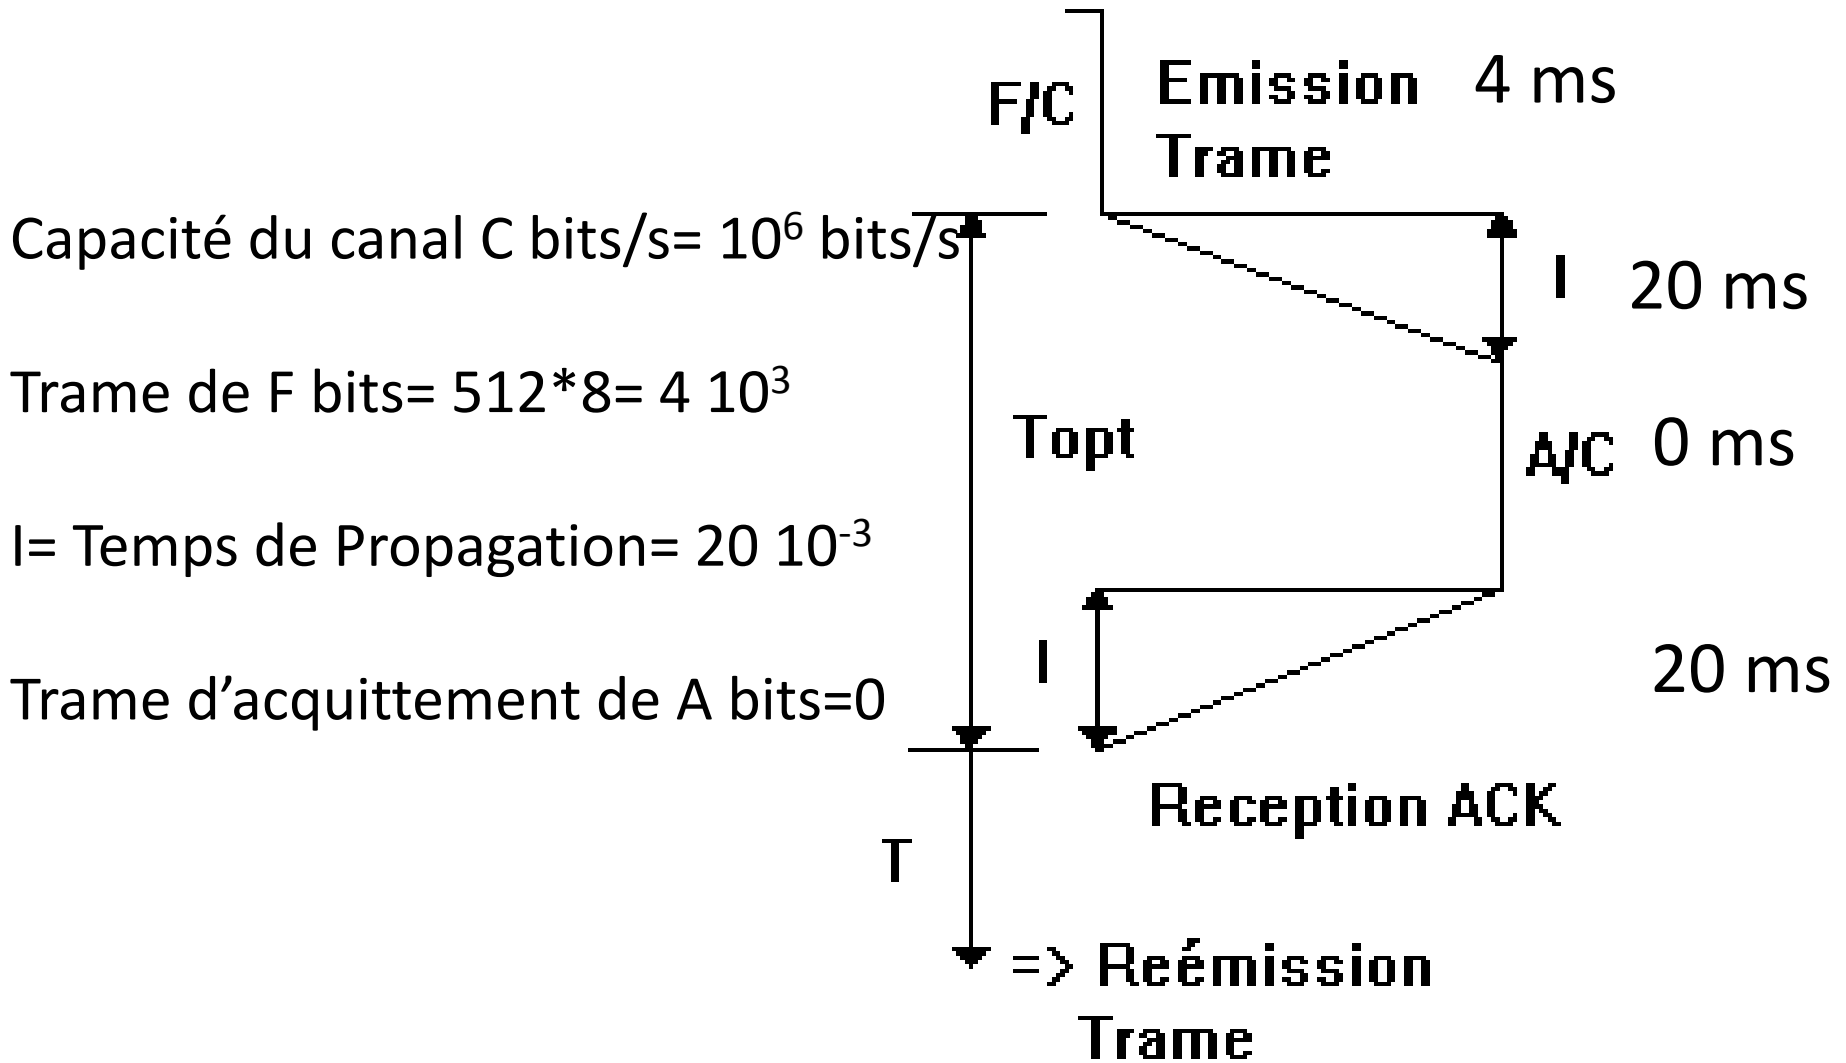 F/C
Emission 4 ms
Trame
Capacité du canal C bits/s= 10⁶ bits/s
I 20 ms
Trame de F bits= 512*8= 4 10³
Topt
A/C 0 ms
I= Temps de Propagation= 20 10⁻³
I
20 ms
Trame d’acquittement de A bits=0
Reception ACK
T
=> Reémission
Trame